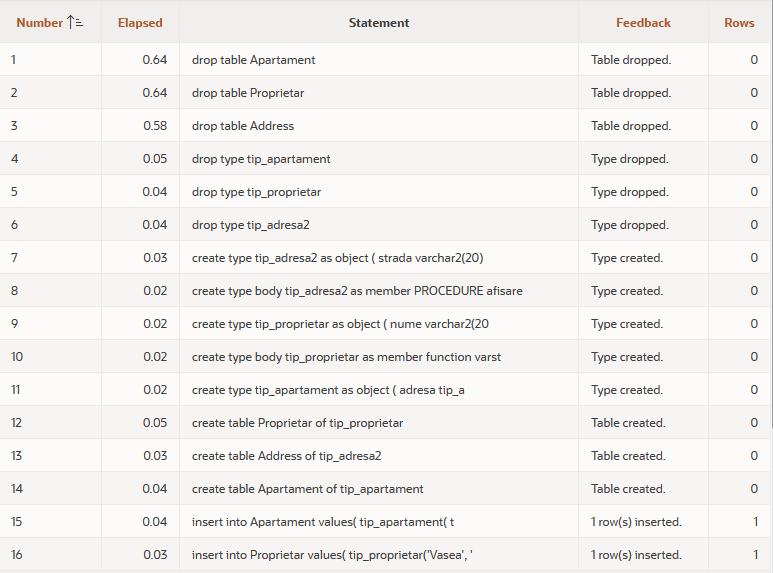 Number Elapsed Statement Feedback Rows
1 0.64 drop table Apartament Table dropped. 0
2 0.64 drop table Proprietar Table dropped. 0
3 0.58 drop table Address Table dropped. 0
4 0.05 drop type tip_apartament Type dropped. 0
5 0.04 drop type tip_proprietar Type dropped. 0
6 0.04 drop type tip_adresa2 Type dropped. 0
7 0.03 create type tip_adresa2 as object ( strada varchar2(20) Type created. 0
8 0.02 create type body tip_adresa2 as member PROCEDURE afisare Type created. 0
9 0.02 create type tip_proprietar as object ( nume varchar2(20 Type created. 0
10 0.02 create type body tip_proprietar as member function varst Type created. 0
11 0.02 create type tip_apartament as object ( adresa tip_a Type created. 0
12 0.05 create table Proprietar of tip_proprietar Table created. 0
13 0.03 create table Address of tip_adresa2 Table created. 0
14 0.04 create table Apartament of tip_apartament Table created. 0
15 0.04 insert into Apartament values( tip_apartament( t 1 row(s) inserted. 1
16 0.03 insert into Proprietar values( tip_proprietar('Vasea', ' 1 row(s) inserted. 1